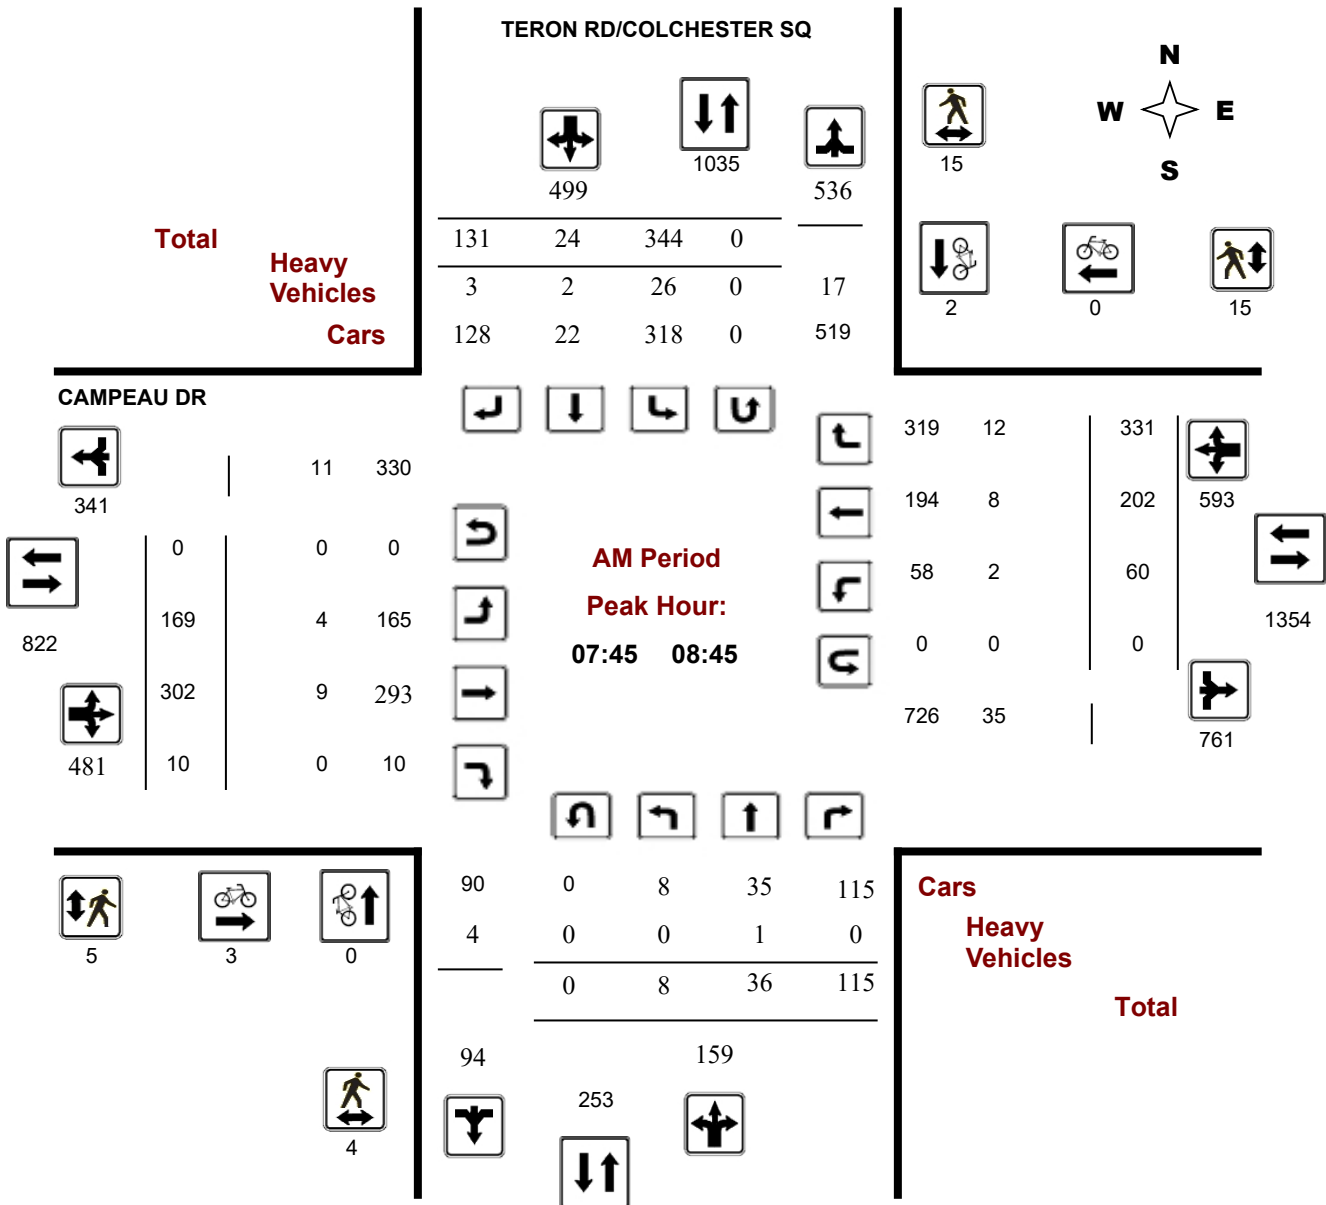 TERON RD/COLCHESTER SQ
N
W E
S
1035
15
499
536
Total
131 24 344 0
Heavy
Vehicles
3 2 26 0 17
Cars
128 22 318 0 519
2 0 15
CAMPEAU DR
341
11 330
319 12 331
194 8 202 593
0 0 0
AM Period
58 2 60
Peak Hour:
169 4 165
1354
822
07:45 08:45
0 0 0
302 9 293
726 35
761
481 10 0 10
90 0 8 35 115
Cars
4 0 0 1 0
Heavy
Vehicles
5 3 0
0 8 36 115
Total
94 159
253
4